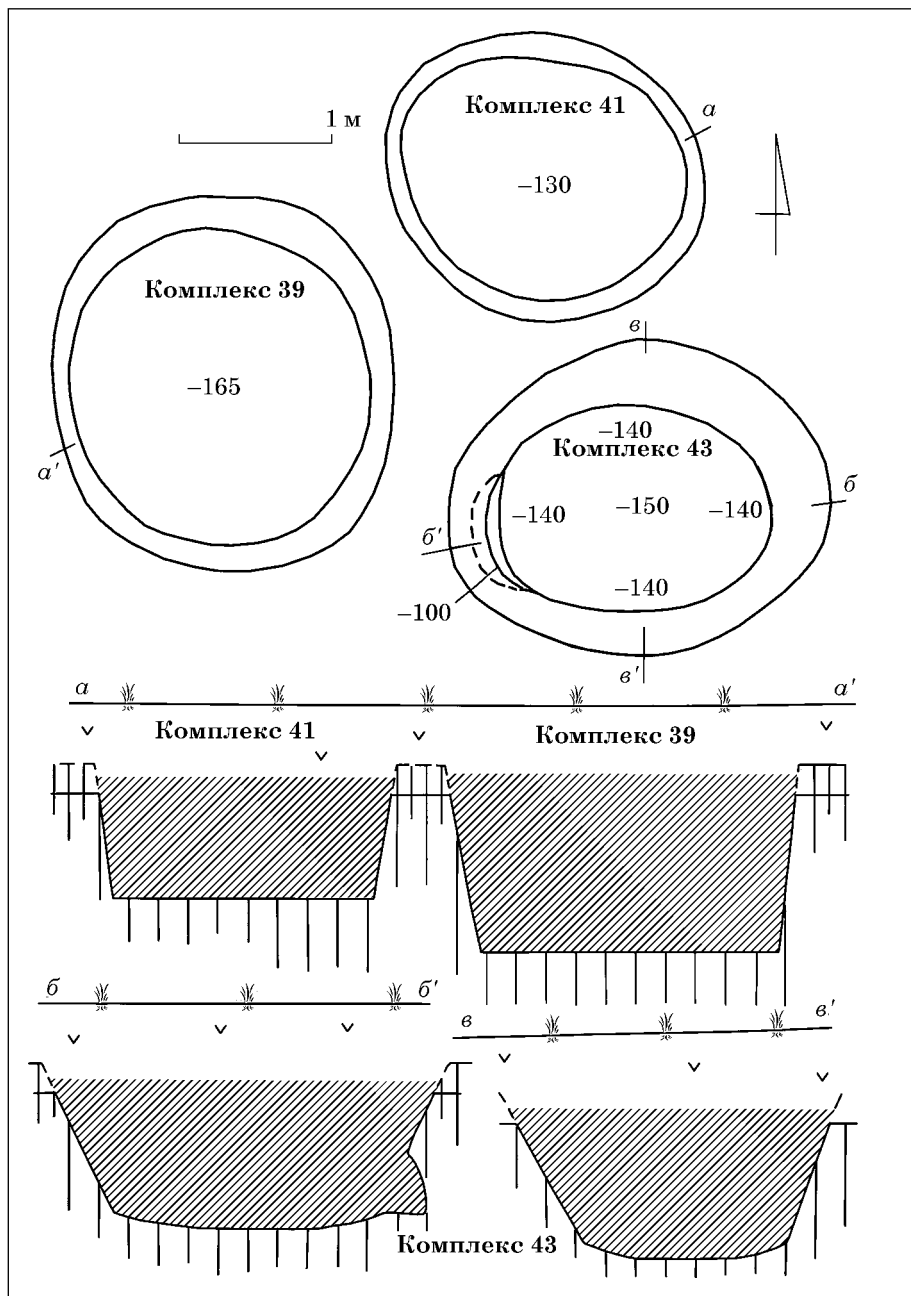 Комплекс 41
1 м
а
–130
Комплекс 39
–165
а'
в
–140
Комплекс 43
–140
–150
–140
б
б'
–140
–100
в'
а
а'
Комплекс 41
Комплекс 39
б
б'
в
в'
Комплекс 43